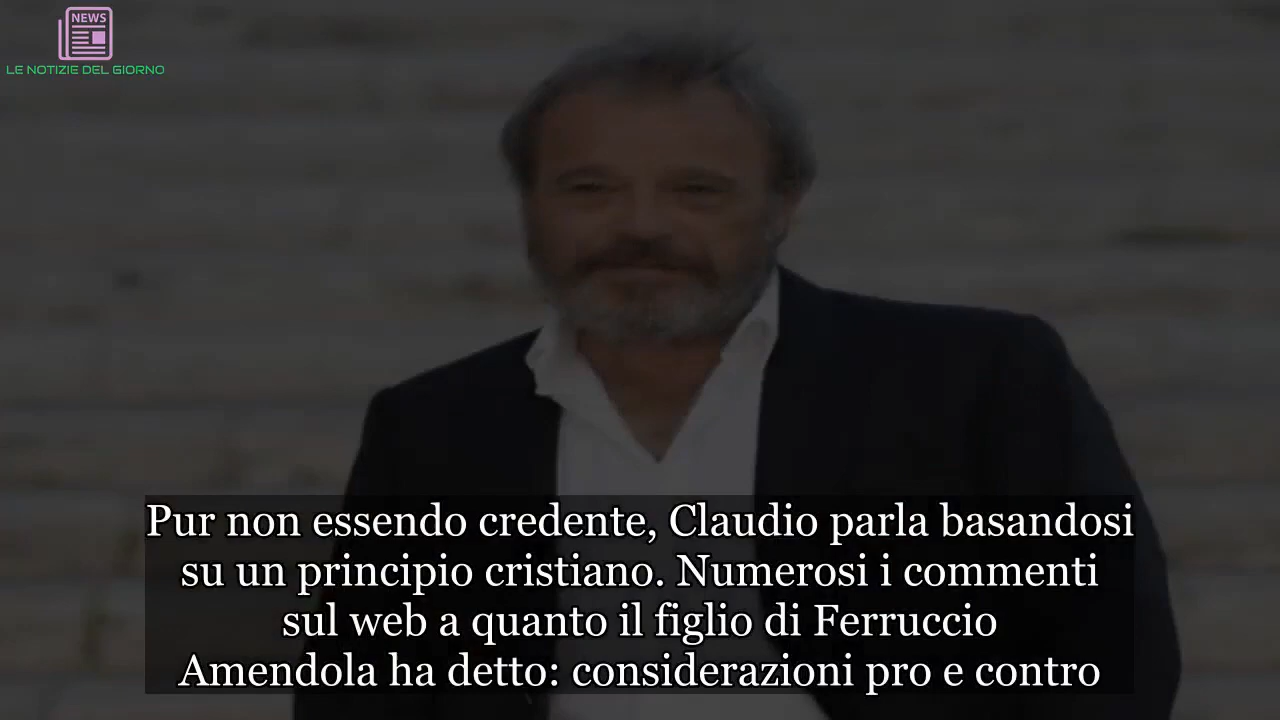 NEWS
LE NOTIZIE DEL GIORNO
Pur non essendo credente, Claudio parla basandosi
su un principio cristiano. Numerosi i commenti
sul web a quanto il figlio di Ferruccio
Amendola ha detto: considerazioni pro e contro